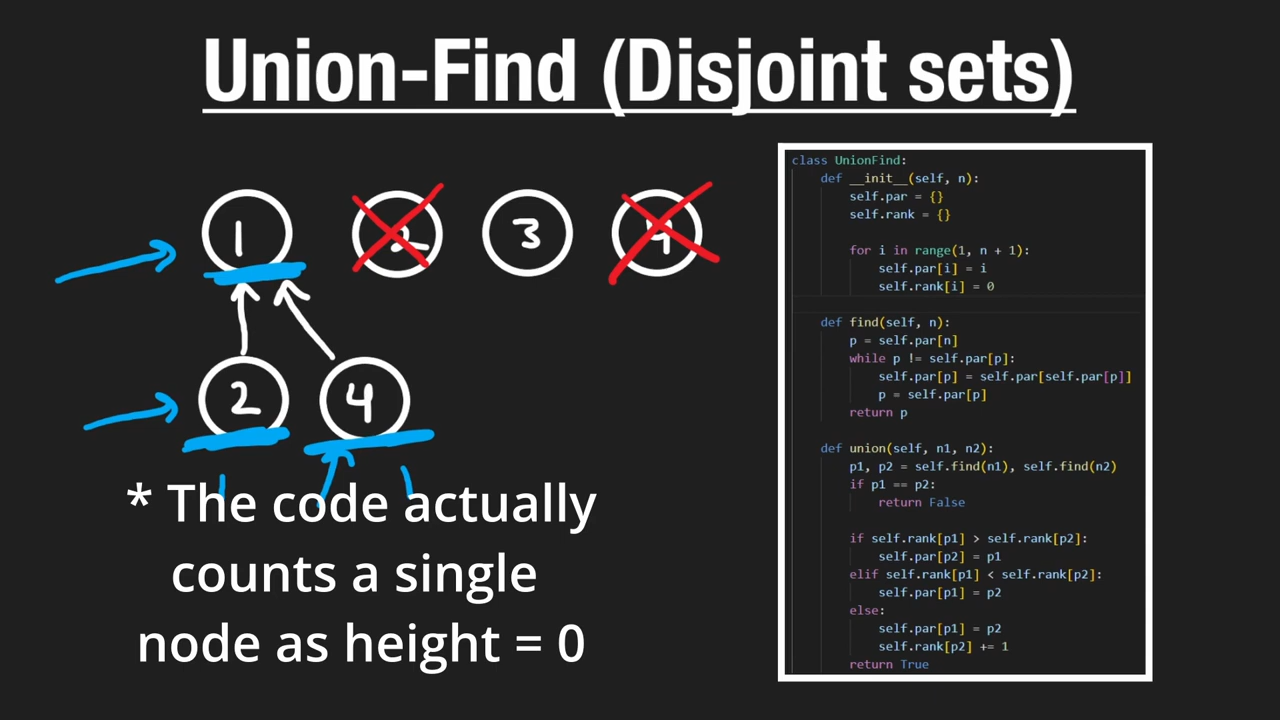 Union-Find (Disjoint sets)
1 2 3 4
2 4
* The code actually
counts a single
node as height = 0
class UnionFind:
def __init__(self, n):
self.par = {}
self.rank = {}
for i in range(1, n + 1):
self.par[i] = i
self.rank[i] = 0
def find(self, n):
p = self.par[n]
while p != self.par[p]:
self.par[p] = self.par[self.par[p]]
p = self.par[p]
return p
def union(self, n1, n2):
p1, p2 = self.find(n1), self.find(n2)
if p1 == p2:
return False
if self.rank[p1] > self.rank[p2]:
self.par[p2] = p1
elif self.rank[p1] < self.rank[p2]:
self.par[p1] = p2
else:
self.par[p1] = p2
self.rank[p2] += 1
return True